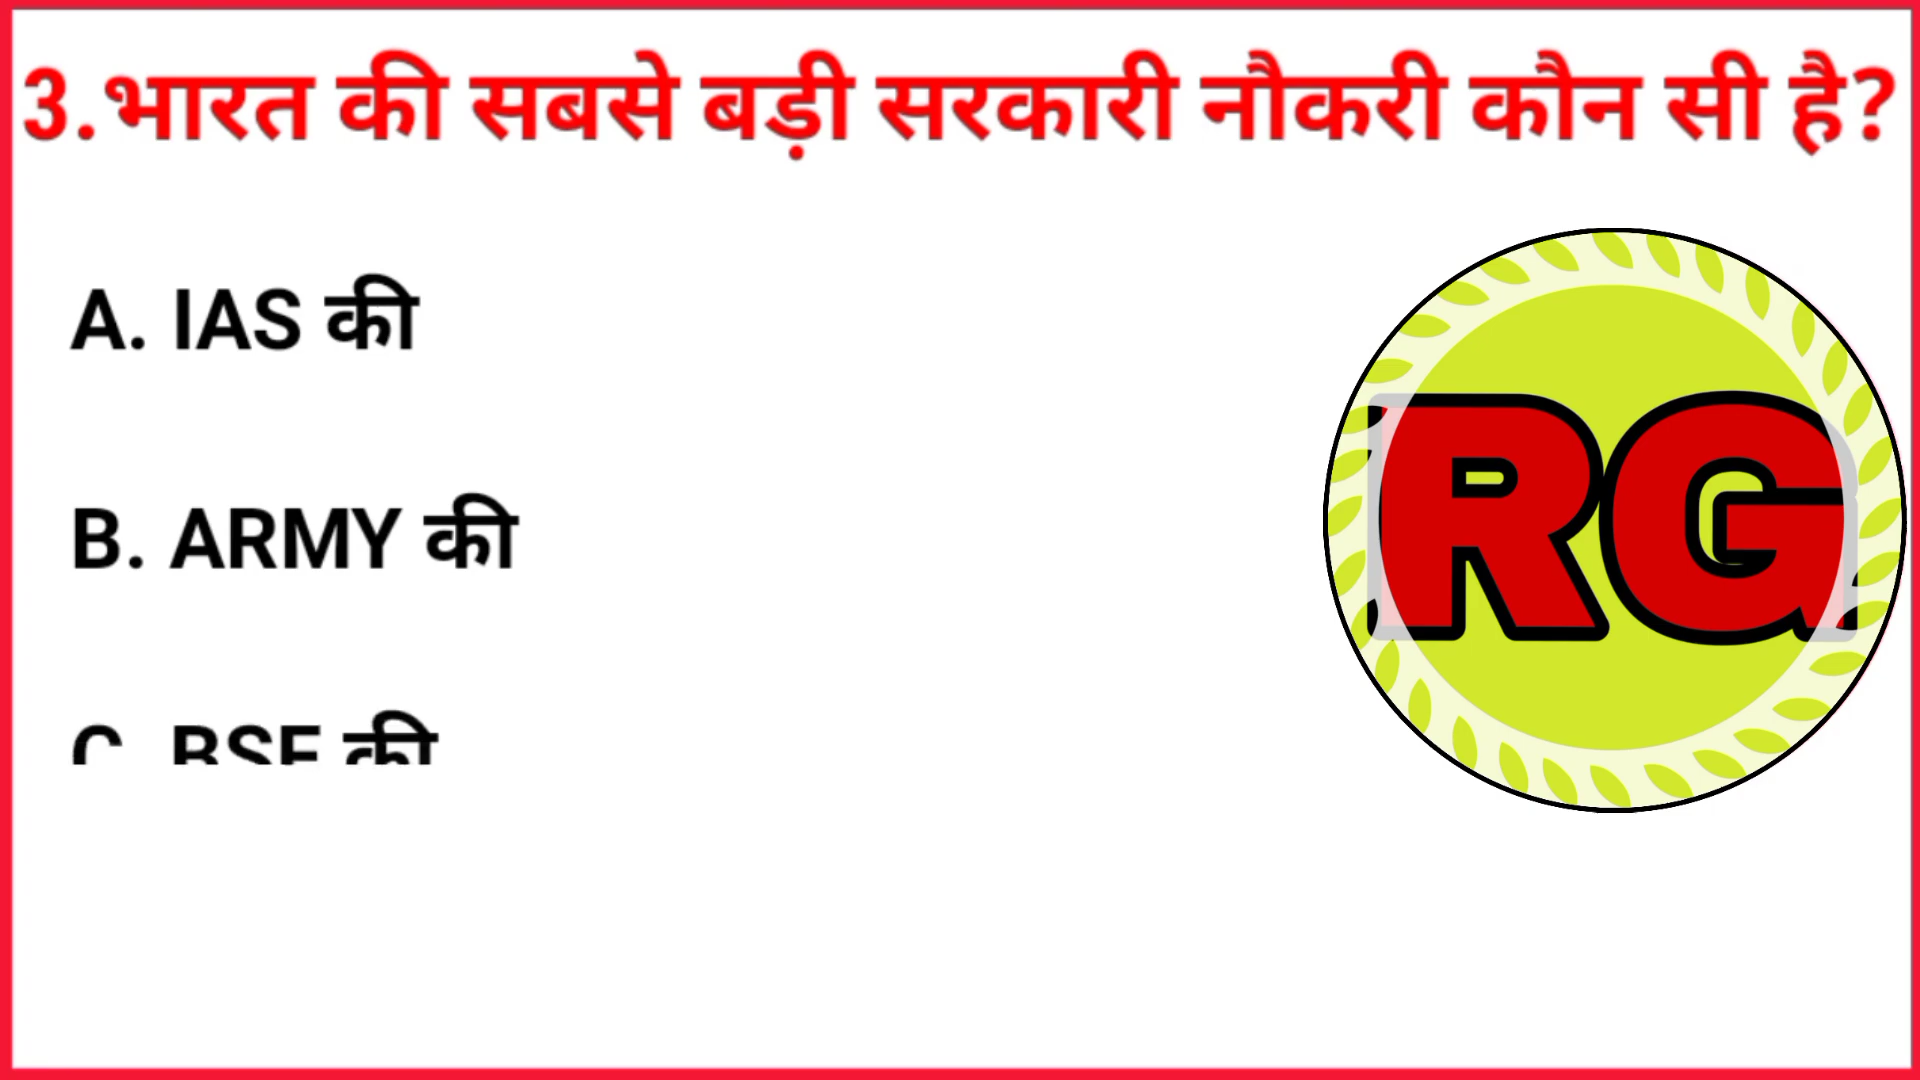 3.भारत की सबसे बड़ी सरकारी नौकरी कौन सी है?
A. IAS की
B. ARMY की
C. की
RG